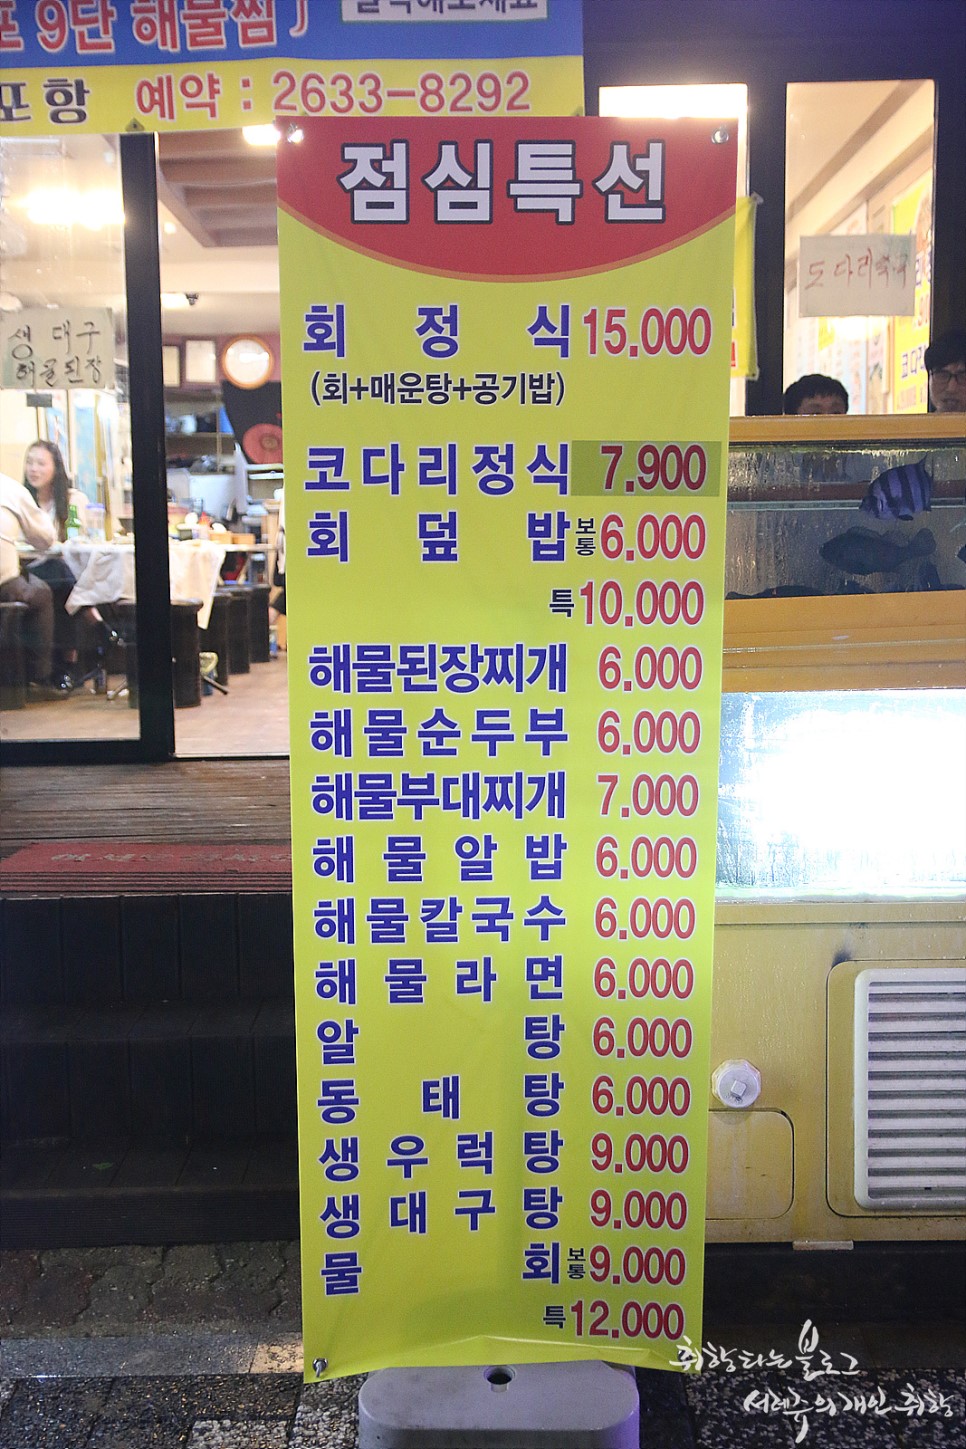 9단 해물찜
포항 예약 : 2633-8292
점심특선
도다리
생대구
해물된장
회정식 15.000
(회+매운탕+공기밥)
코다리정식 7.900
회덮밥 보통 6.000
특 10.000
해물된장찌개 6.000
해물순두부 6.000
해물부대찌개 7.000
해물알밥 6.000
해물칼국수 6.000
해물라면 6.000
알탕 6.000
동태탕 6.000
생우럭탕 9.000
생대구탕 9.000
물회 보통 9.000
특 12.000
취향타는 블로그
서레쥬의 개인 취향